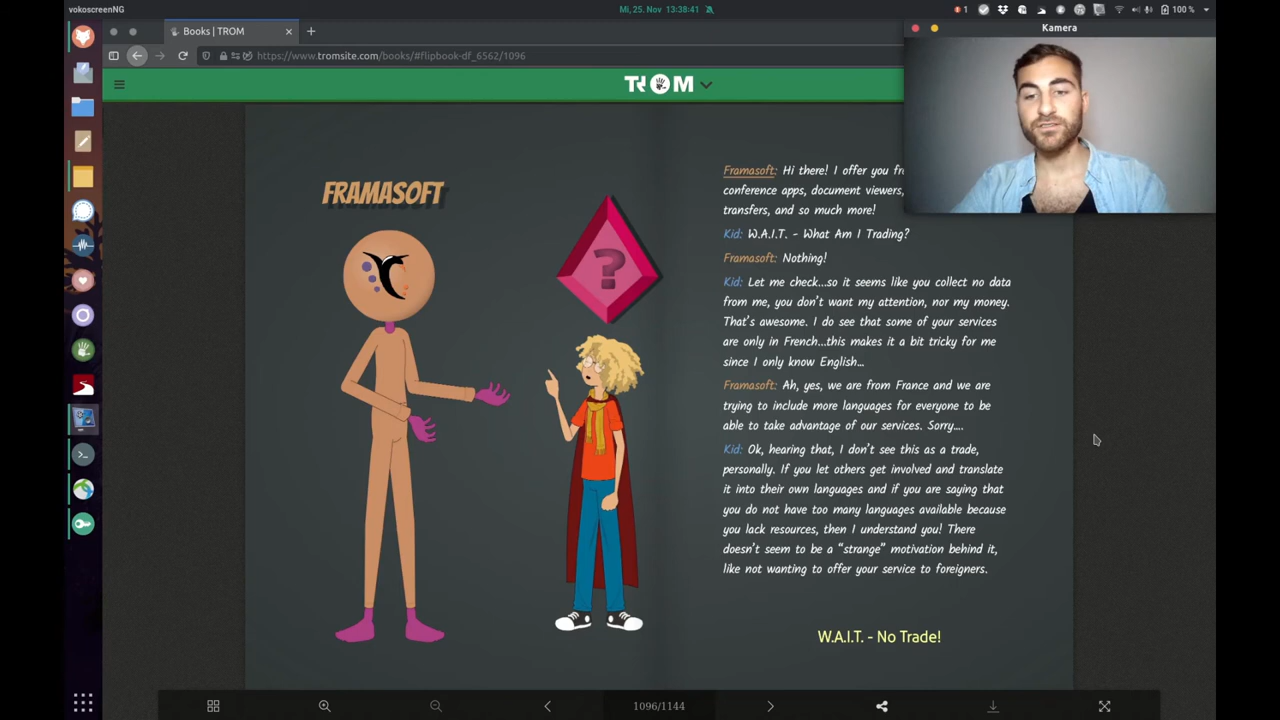 vokoscreenNG
Mi, 25. Nov 13:38:41
1
100 %
Kamera
Books | TROM
https://www.tromsite.com/books/#flipbook-df_6562/1096
TROM
FRAMASOFT
?
Framasoft: Hi there! I offer you fre
conference apps, document viewers,
transfers, and so much more!
Kid: W.A.I.T. - What Am I Trading?
Framasoft: Nothing!
Kid: Let me check...so it seems like you collect no data
from me, you don't want my attention, nor my money.
That's awesome. I do see that some of your services
are only in French...this makes it a bit tricky for me
since I only know English...
Framasoft: Ah, yes, we are from France and we are
trying to include more languages for everyone to be
able to take advantage of our services. Sorry....
Kid: Ok, hearing that, I don't see this as a trade,
personally. If you let others get involved and translate
it into their own languages and if you are saying that
you do not have too many languages available because
you lack resources, then I understand you! There
doesn't seem to be a "strange" motivation behind it,
like not wanting to offer your service to foreigners.
W.A.I.T. - No Trade!
1096/1144